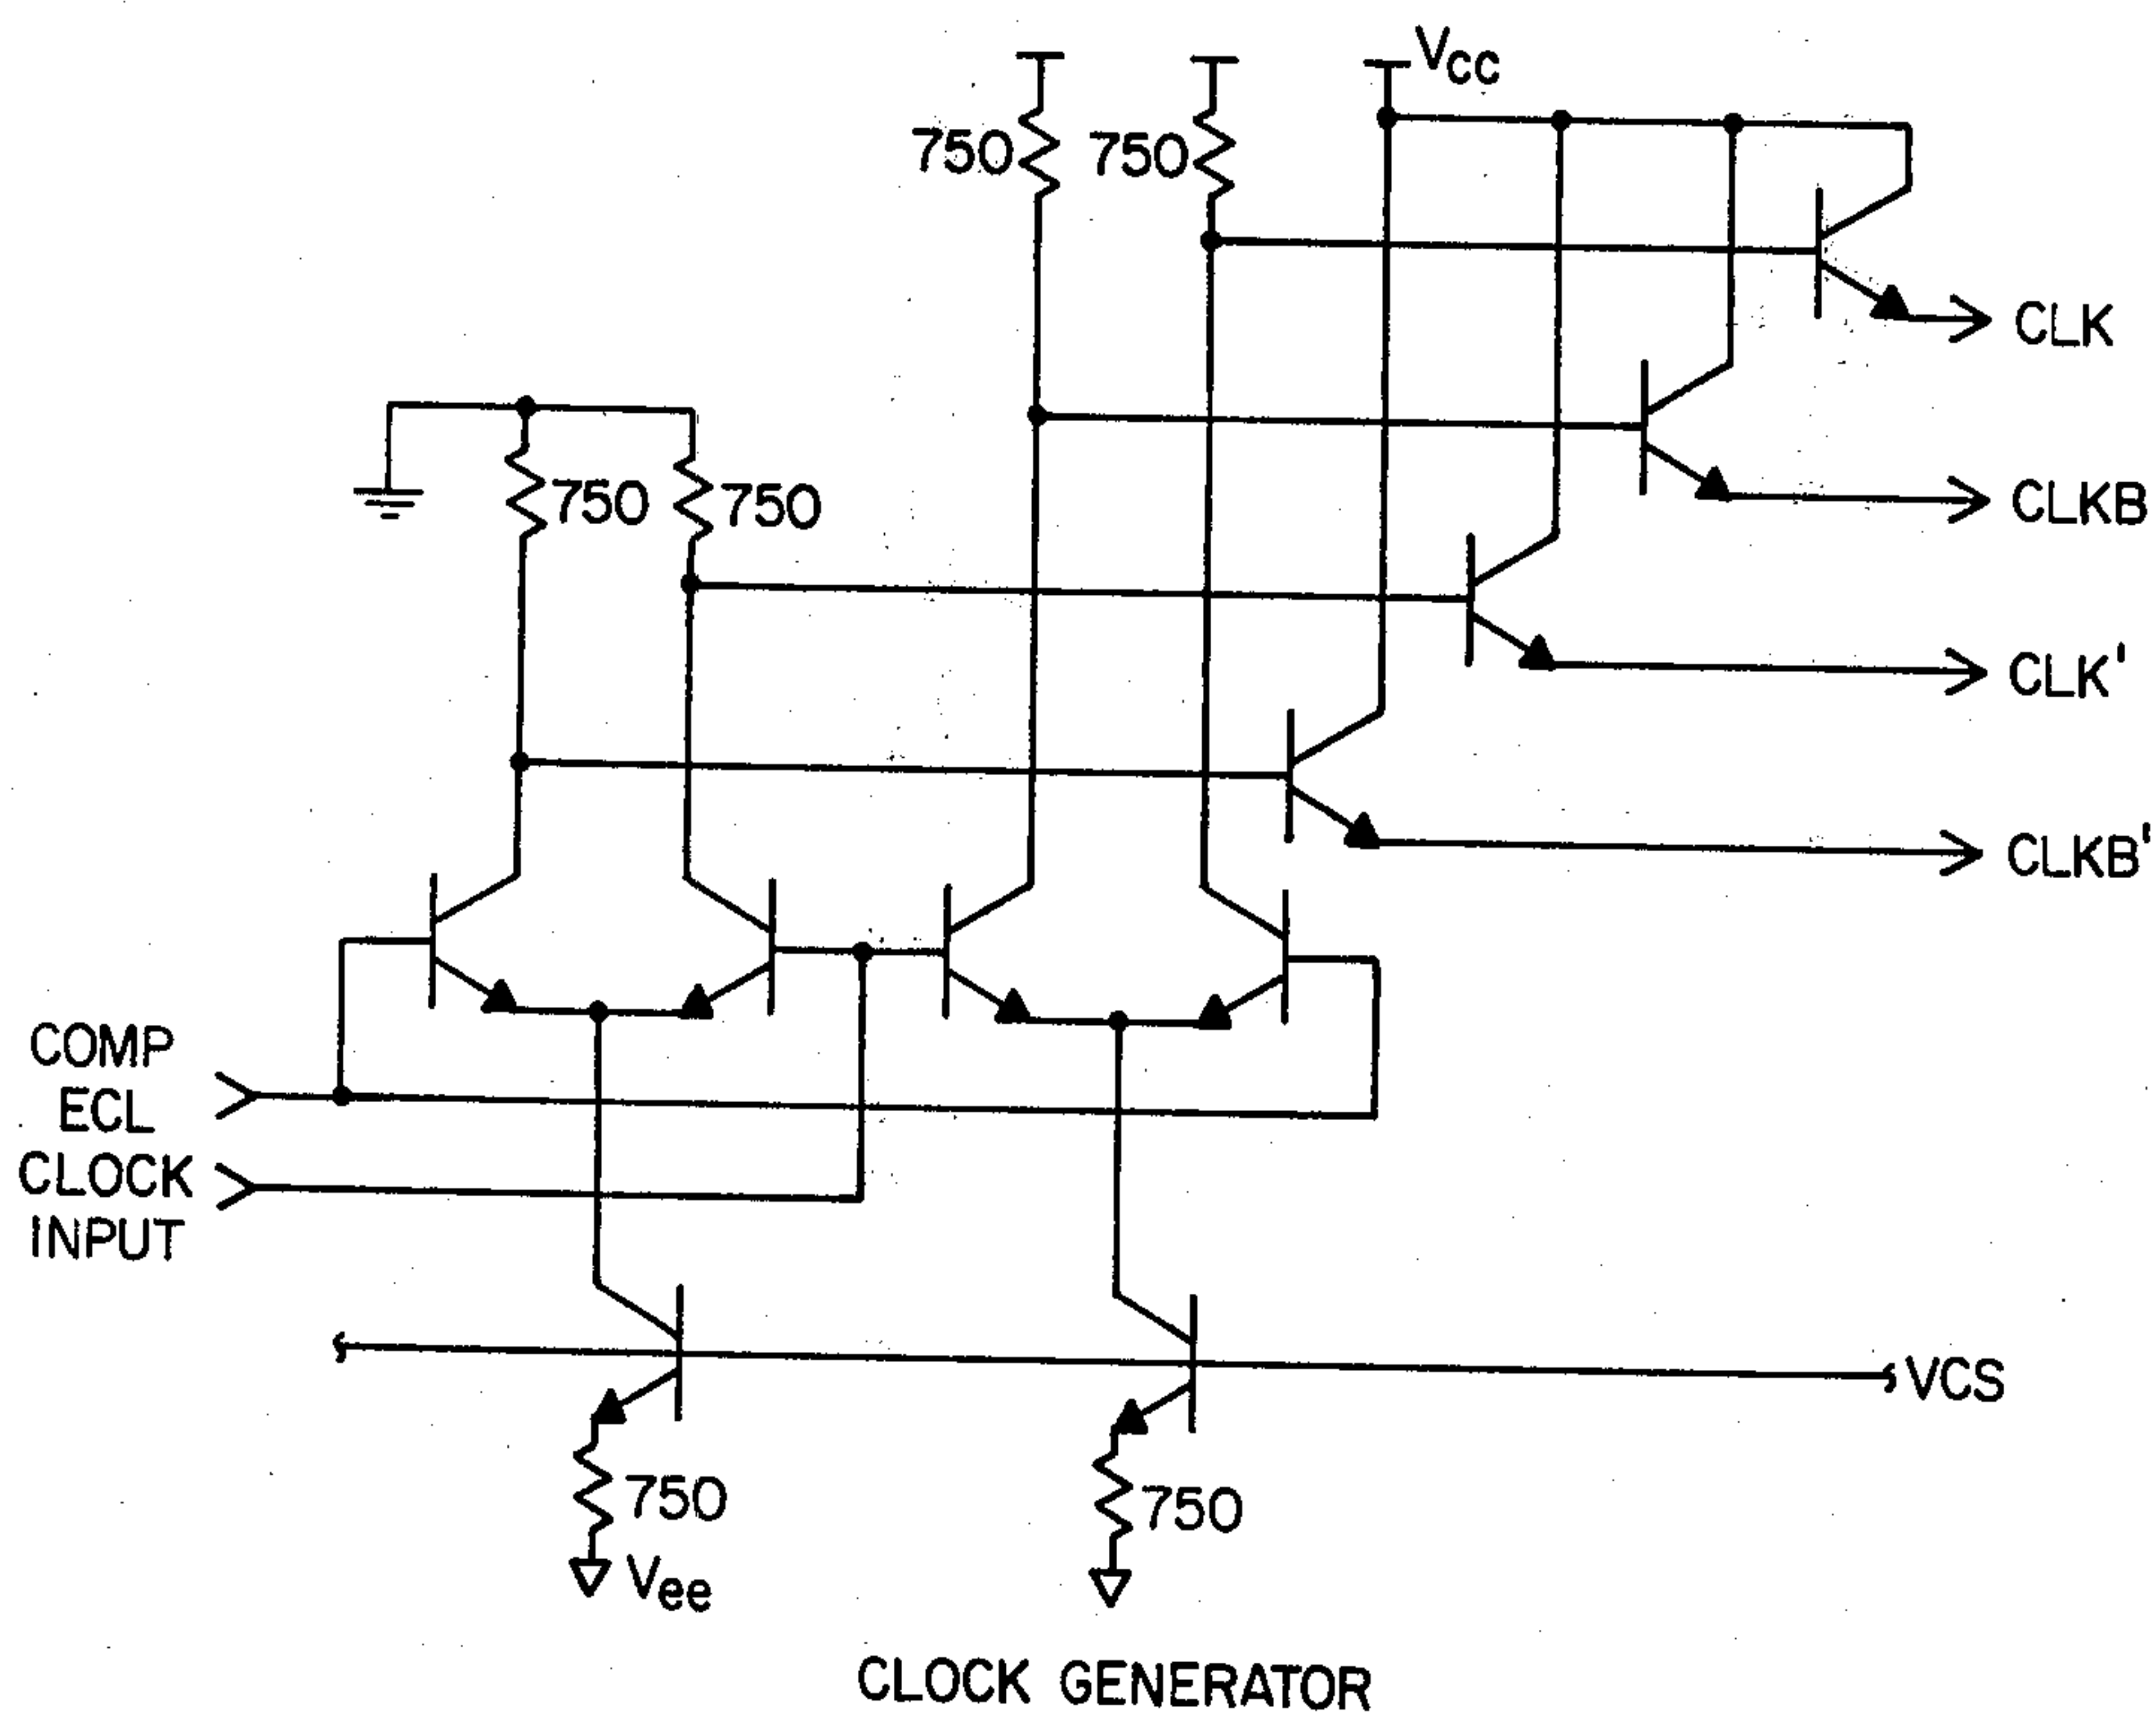 Vcc
750
750
CLK
CLKB
750
750
CLK'
CLKB'
COMP
ECL
CLOCK
INPUT
VCS
750
750
Vee
CLOCK GENERATOR